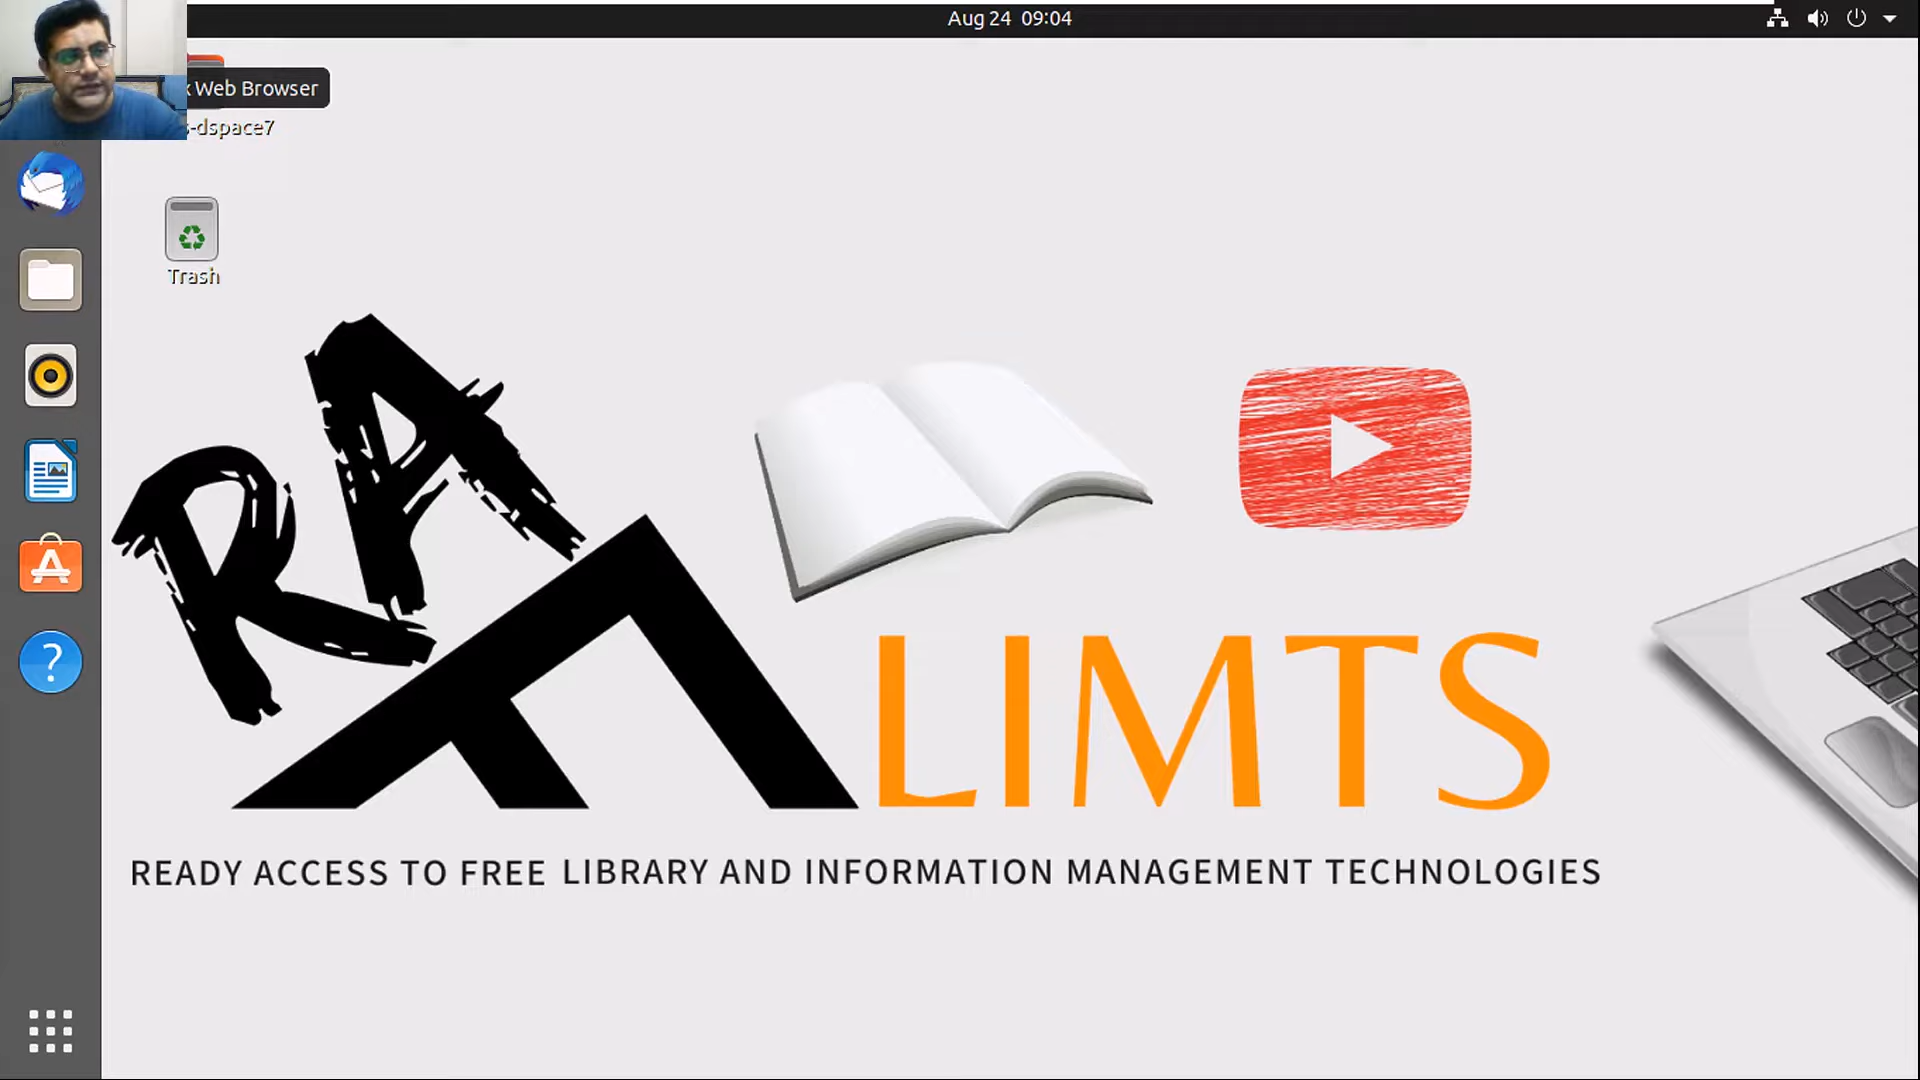 Aug 24 09:04
Web Browser
s-dspace7
Trash
RA
LIMTS
READY ACCESS TO FREE LIBRARY AND INFORMATION MANAGEMENT TECHNOLOGIES